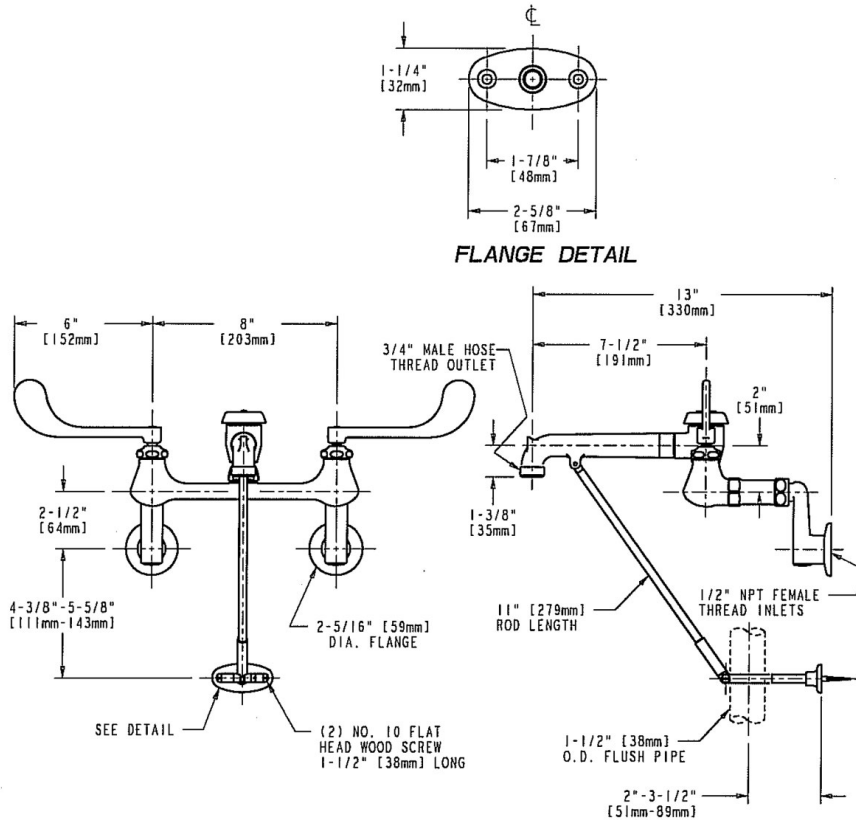 ℄
1-1/4"
[32mm]
1-7/8"
[48mm]
2-5/8"
[67mm]
FLANGE DETAIL
6"
[152mm]
8"
[203mm]
13"
[330mm]
3/4" MALE HOSE
THREAD OUTLET
7-1/2"
[191mm]
2"
[51mm]
2-1/2"
[64mm]
1-3/8"
[35mm]
4-3/8"-5-5/8"
[111mm-143mm]
2-5/16" [59mm]
DIA. FLANGE
11" [279mm]
ROD LENGTH
1/2" NPT FEMALE
THREAD INLETS
SEE DETAIL
(2) NO. 10 FLAT
HEAD WOOD SCREW
1-1/2" [38mm] LONG
1-1/2" [38mm]
O.D. FLUSH PIPE
2"-3-1/2"
[51mm-89mm]